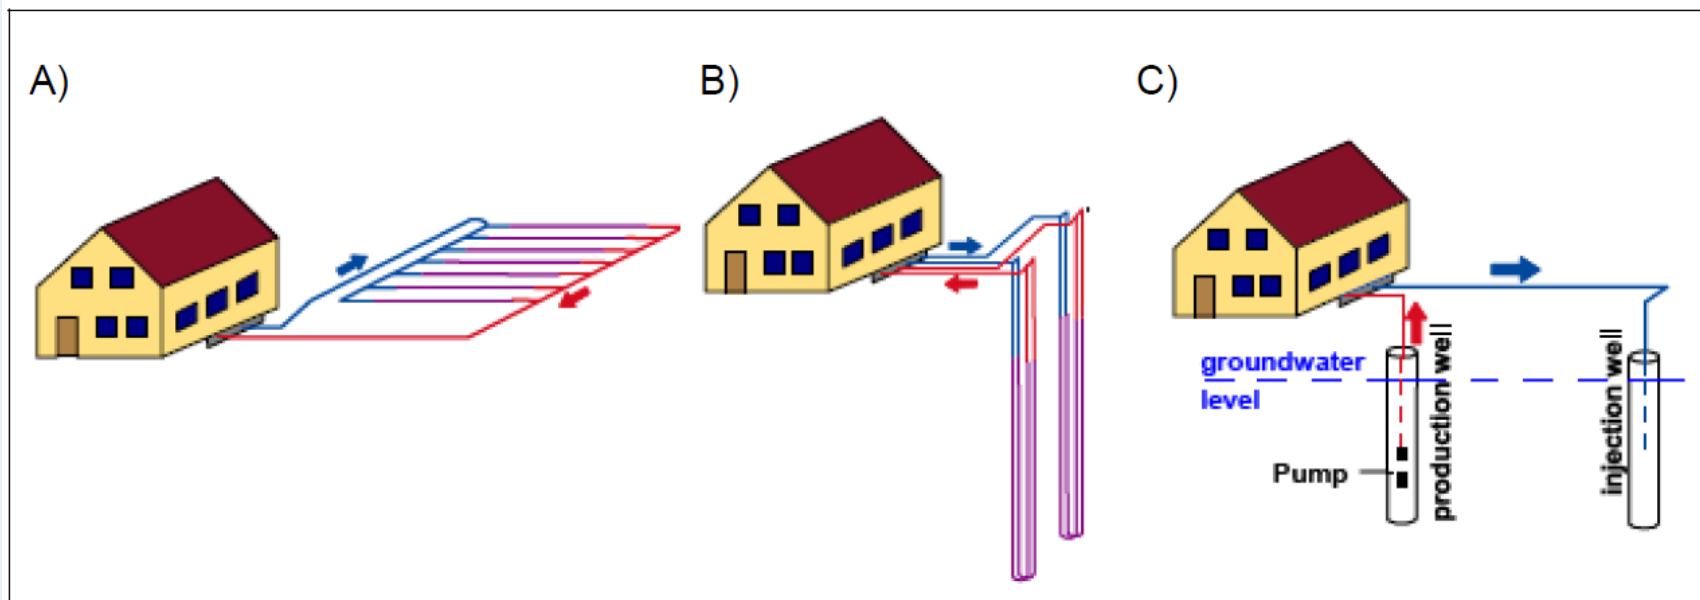 A)
B)
C)
groundwater
level
Pump
production well
injection well